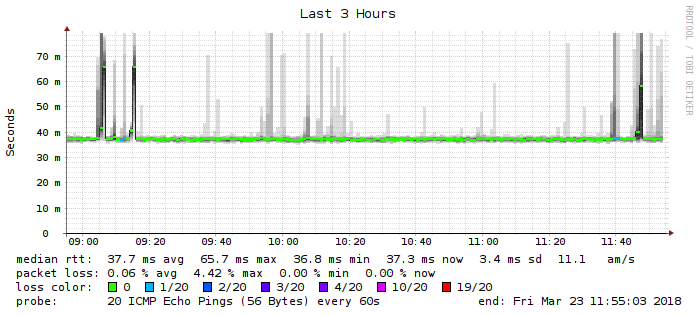 Last 3 Hours
RRDTOOL / TOBI OETIKER
Seconds
70 m
60 m
50 m
40 m
30 m
20 m
10 m
0
09:00 09:20 09:40 10:00 10:20 10:40 11:00 11:20 11:40
median rtt: 37.7 ms avg 65.7 ms max 36.8 ms min 37.3 ms now 3.4 ms sd 11.1 am/s
packet loss: 0.06 % avg 4.42 % max 0.00 % min 0.00 % now
loss color: 0 1/20 2/20 3/20 4/20 10/20 19/20
probe: 20 ICMP Echo Pings (56 Bytes) every 60s end: Fri Mar 23 11:55:03 2018